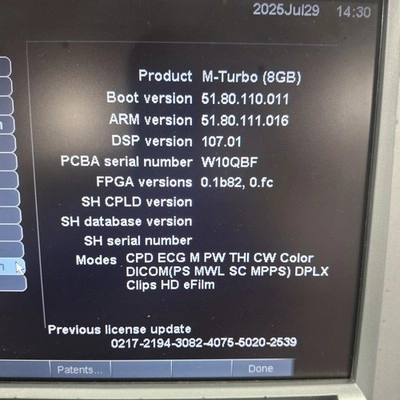 2025Jul29 14:30
Product M-Turbo (8GB)
Boot version 51.80.110.011
ARM version 51.80.111.016
DSP version 107.01
PCBA serial number W10QBF
FPGA versions 0.1b82, 0.fc
SH CPLD version
SH database version
SH serial number
Modes CPD ECG M PW THI CW Color
DICOM(PS MWL SC MPPS) DPLX
Clips HD eFilm
Previous license update
0217-2194-3082-4075-5020-2539
Patents... Done